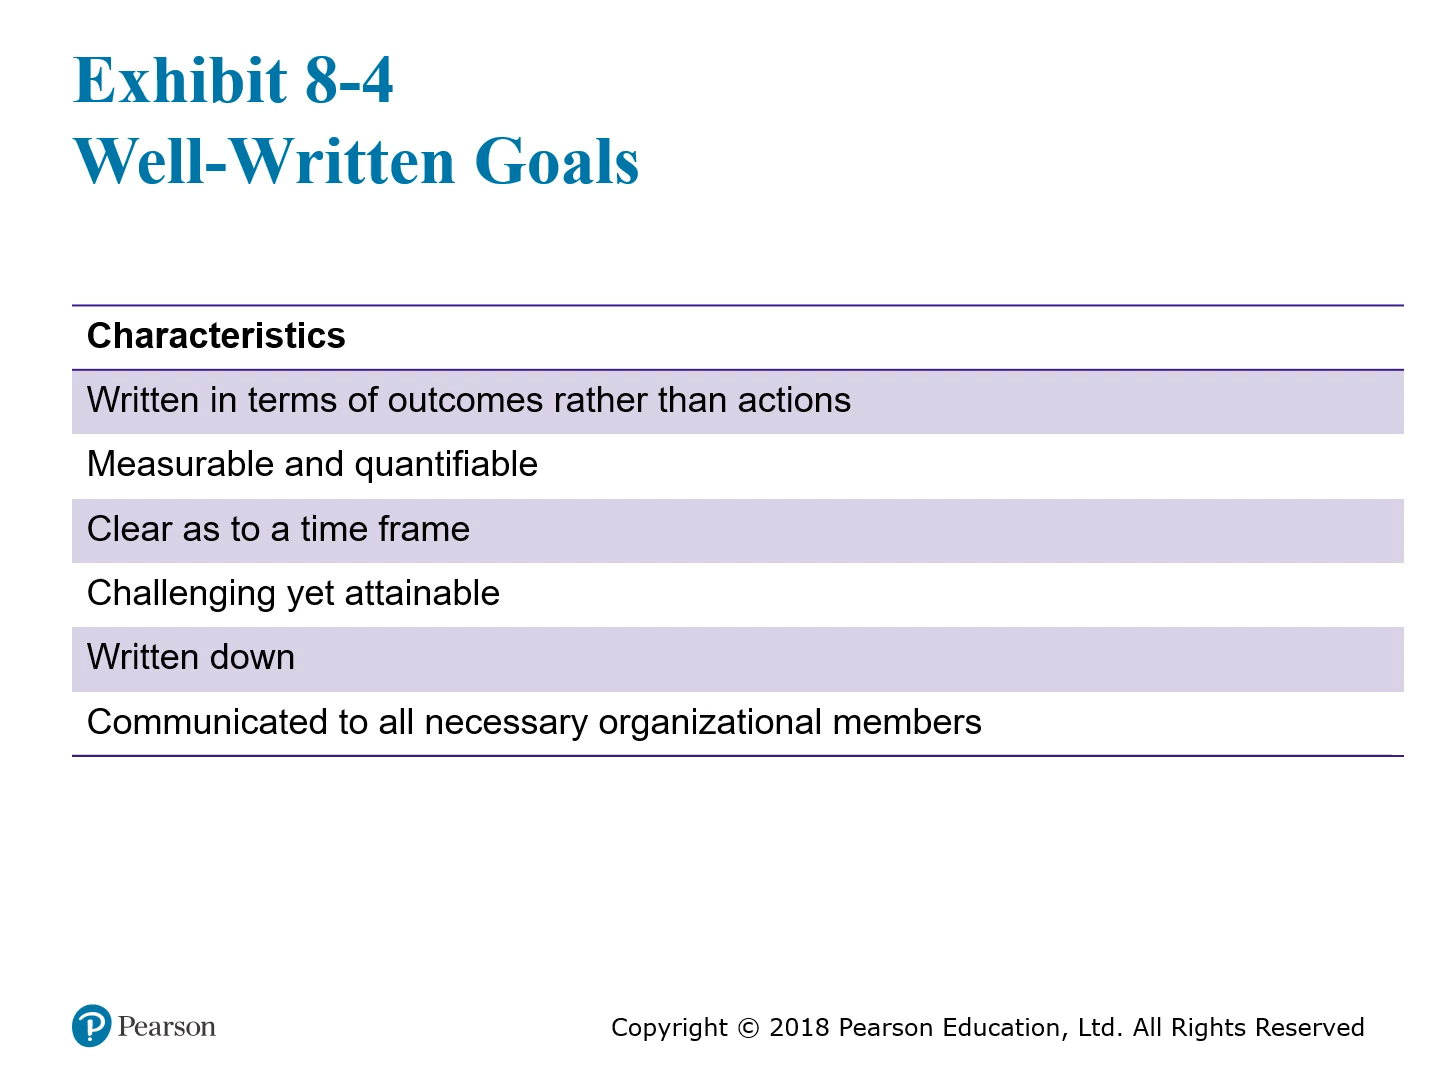 Exhibit 8-4
Well-Written Goals
Characteristics
Written in terms of outcomes rather than actions
Measurable and quantifiable
Clear as to a time frame
Challenging yet attainable
Written down
Communicated to all necessary organizational members
Pearson
Copyright © 2018 Pearson Education, Ltd. All Rights Reserved